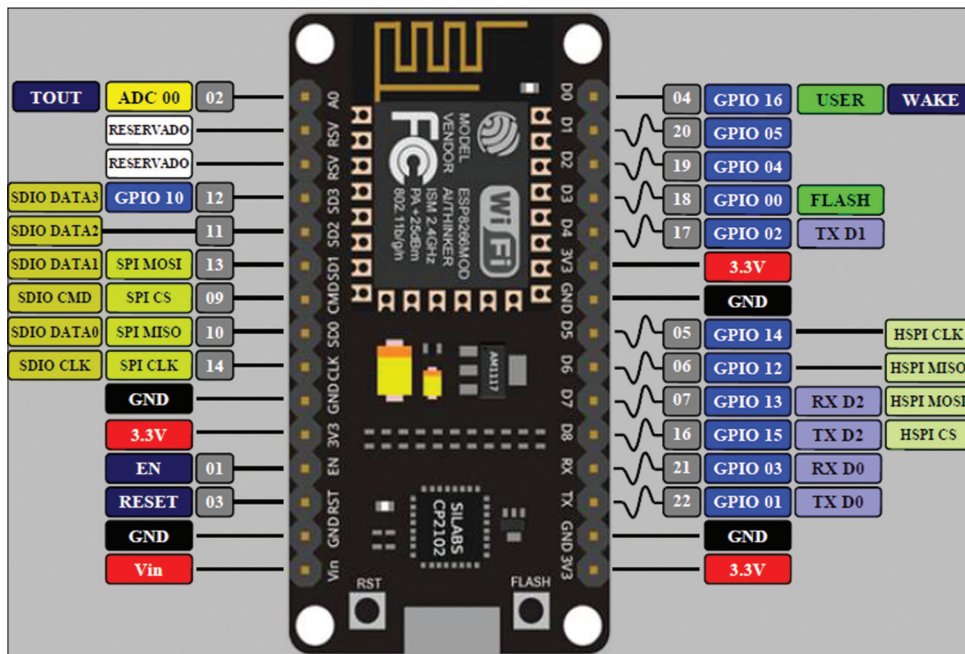 TOUT ADC 00 02 A0
RESERVADO RSV
RESERVADO RSV
SDIO DATA3 GPIO 10 12 SD3
SDIO DATA2 11 SD2
SDIO DATA1 SPI MOSI 13 SD1
SDIO CMD SPI CS 09 CMD
SDIO DATA0 SPI MISO 10 SD0
SDIO CLK SPI CLK 14 CLK
GND GND
3.3V 3V3
EN 01 EN
RESET 03 RST
GND GND
Vin Vin
MODEL ESP8266MOD
VENDOR AI/THINKER
ISM 2.4GHz
PA +25dBm
802.11b/g/n
FC
Wi Fi
AM1117
SILABS
CP2102
RST
FLASH
D0 04 GPIO 16 USER WAKE
D1 20 GPIO 05
D2 19 GPIO 04
D3 18 GPIO 00 FLASH
D4 17 GPIO 02 TX D1
3V3 3.3V
GND GND
D5 05 GPIO 14 HSPI CLK
D6 06 GPIO 12 HSPI MISO
D7 07 GPIO 13 RX D2 HSPI MOSI
D8 16 GPIO 15 TX D2 HSPI CS
RX 21 GPIO 03 RX D0
TX 22 GPIO 01 TX D0
GND GND
3V3 3.3V